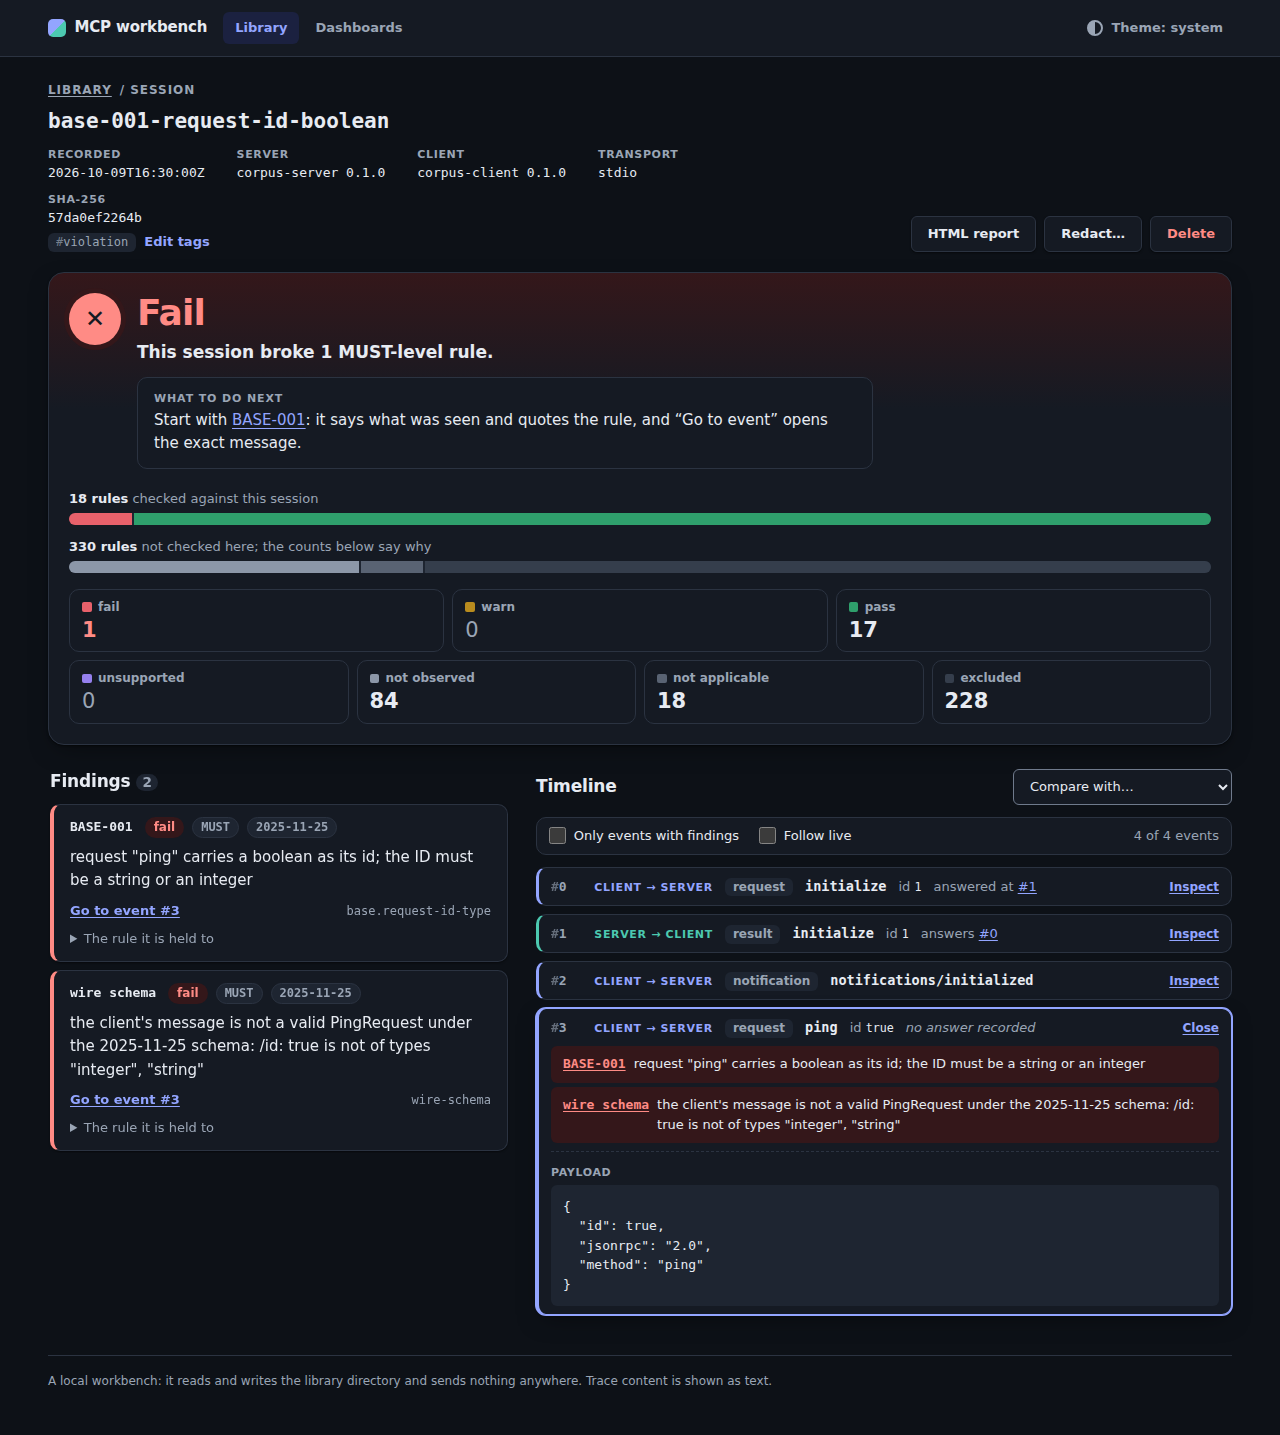 MCP workbench
Library
Dashboards
Theme: system
LIBRARY / SESSION
base-001-request-id-boolean
RECORDED
2026-10-09T16:30:00Z
SERVER
corpus-server 0.1.0
CLIENT
corpus-client 0.1.0
TRANSPORT
stdio
SHA-256
57da0ef2264b
#violation Edit tags
HTML report
Redact…
Delete
Fail
This session broke 1 MUST-level rule.
WHAT TO DO NEXT
Start with BASE-001: it says what was seen and quotes the rule, and “Go to event” opens
the exact message.
18 rules checked against this session
330 rules not checked here; the counts below say why
fail
1
warn
0
pass
17
unsupported
0
not observed
84
not applicable
18
excluded
228
Findings 2
BASE-001 fail MUST 2025-11-25
request "ping" carries a boolean as its id; the ID must
be a string or an integer
Go to event #3 base.request-id-type
The rule it is held to
wire schema fail MUST 2025-11-25
the client's message is not a valid PingRequest under
the 2025-11-25 schema: /id: true is not of types
"integer", "string"
Go to event #3 wire-schema
The rule it is held to
Timeline
Compare with…
Only events with findings Follow live 4 of 4 events
#0 CLIENT → SERVER request initialize id 1 answered at #1 Inspect
#1 SERVER → CLIENT result initialize id 1 answers #0 Inspect
#2 CLIENT → SERVER notification notifications/initialized Inspect
#3 CLIENT → SERVER request ping id true no answer recorded Close
BASE-001 request "ping" carries a boolean as its id; the ID must be a string or an integer
wire schema the client's message is not a valid PingRequest under the 2025-11-25 schema: /id:
true is not of types "integer", "string"
PAYLOAD
{
"id": true,
"jsonrpc": "2.0",
"method": "ping"
}
A local workbench: it reads and writes the library directory and sends nothing anywhere. Trace content is shown as text.